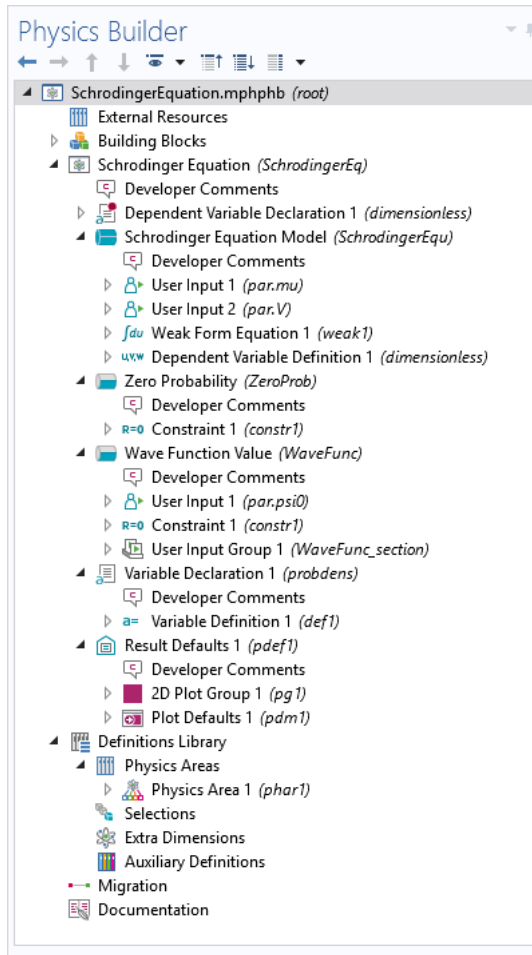 Physics Builder
SchrodingerEquation.mphphb (root)
External Resources
Building Blocks
Schrodinger Equation (SchrodingerEq)
Developer Comments
Dependent Variable Declaration 1 (dimensionless)
Schrodinger Equation Model (SchrodingerEqu)
Developer Comments
User Input 1 (par.mu)
User Input 2 (par.V)
∫du Weak Form Equation 1 (weak1)
u,v,w Dependent Variable Definition 1 (dimensionless)
Zero Probability (ZeroProb)
Developer Comments
R=0 Constraint 1 (constr1)
Wave Function Value (WaveFunc)
Developer Comments
User Input 1 (par.psi0)
R=0 Constraint 1 (constr1)
User Input Group 1 (WaveFunc_section)
Variable Declaration 1 (probdens)
Developer Comments
a= Variable Definition 1 (def1)
Result Defaults 1 (pdef1)
Developer Comments
2D Plot Group 1 (pg1)
Plot Defaults 1 (pdm1)
Definitions Library
Physics Areas
Physics Area 1 (phar1)
Selections
Extra Dimensions
Auxiliary Definitions
Migration
Documentation